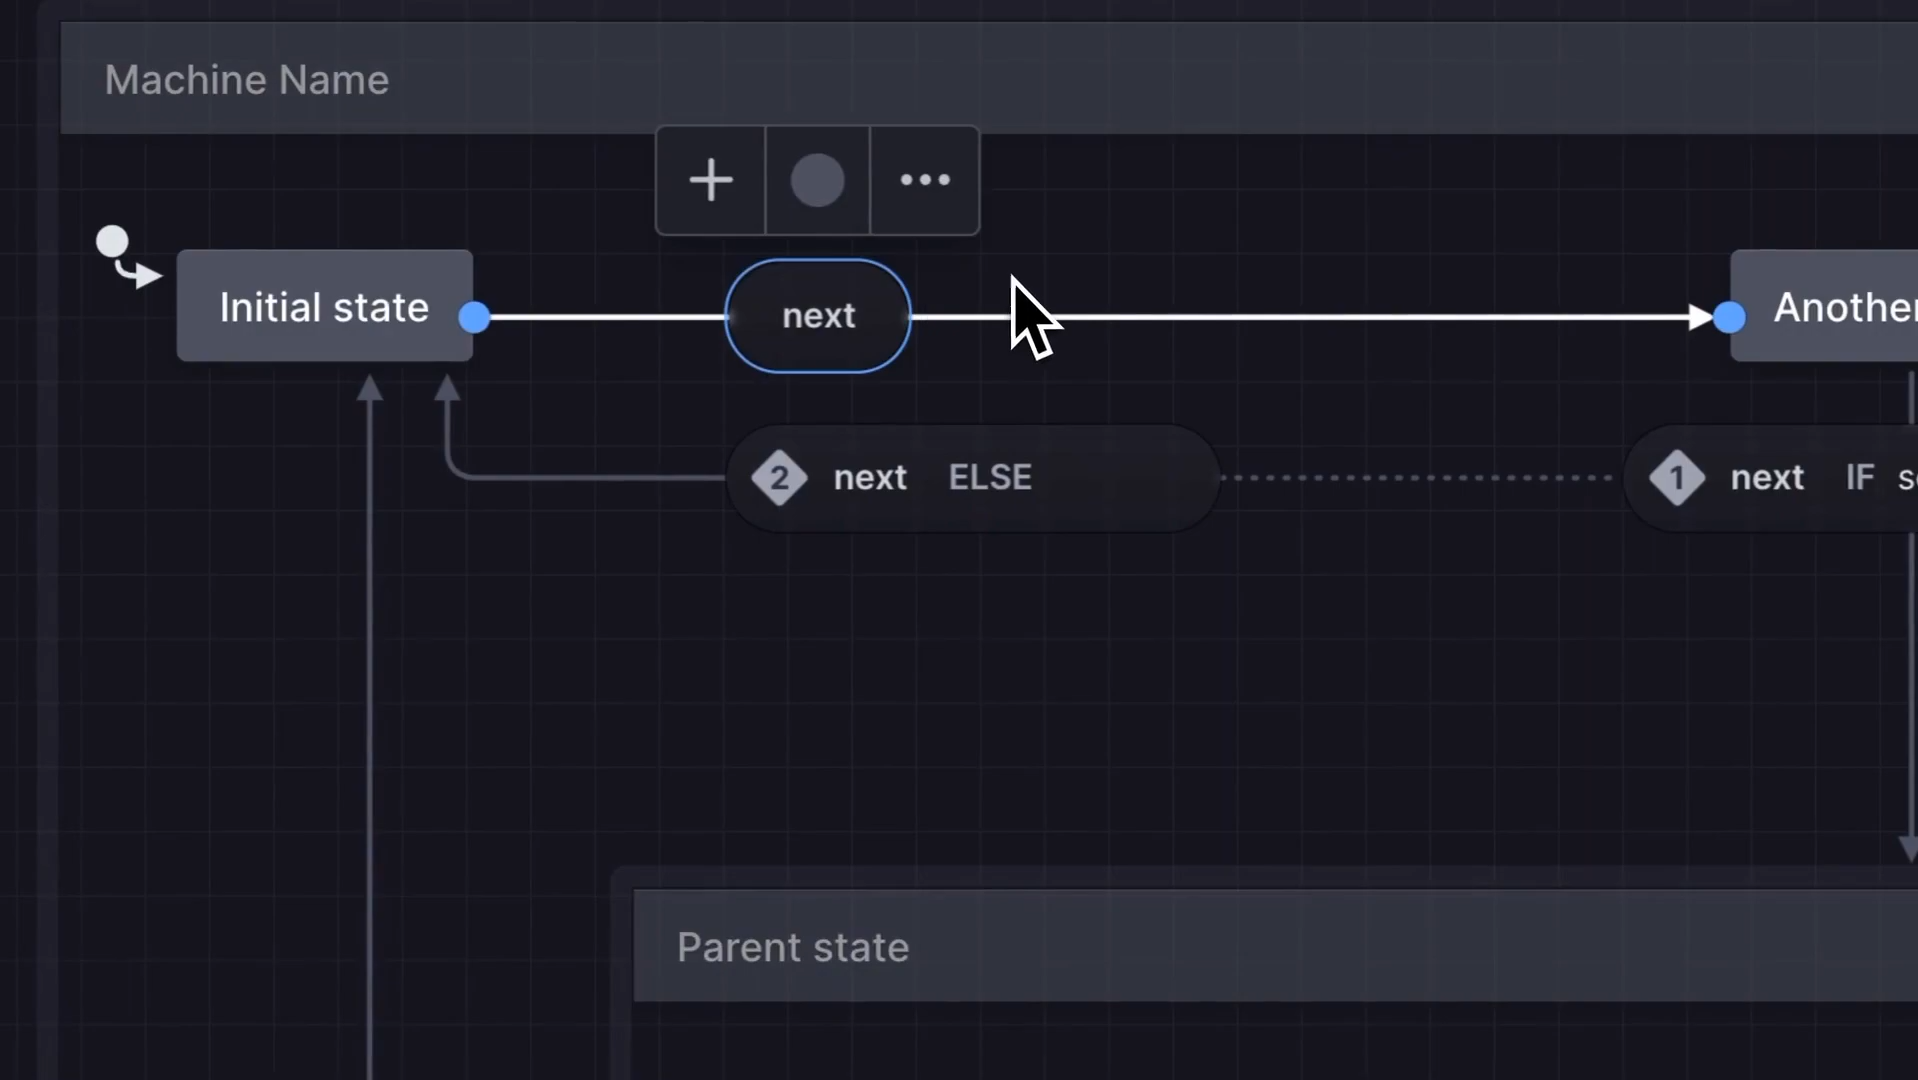 Machine Name
Initial state
next
Another
2 next ELSE
1 next IF
Parent state